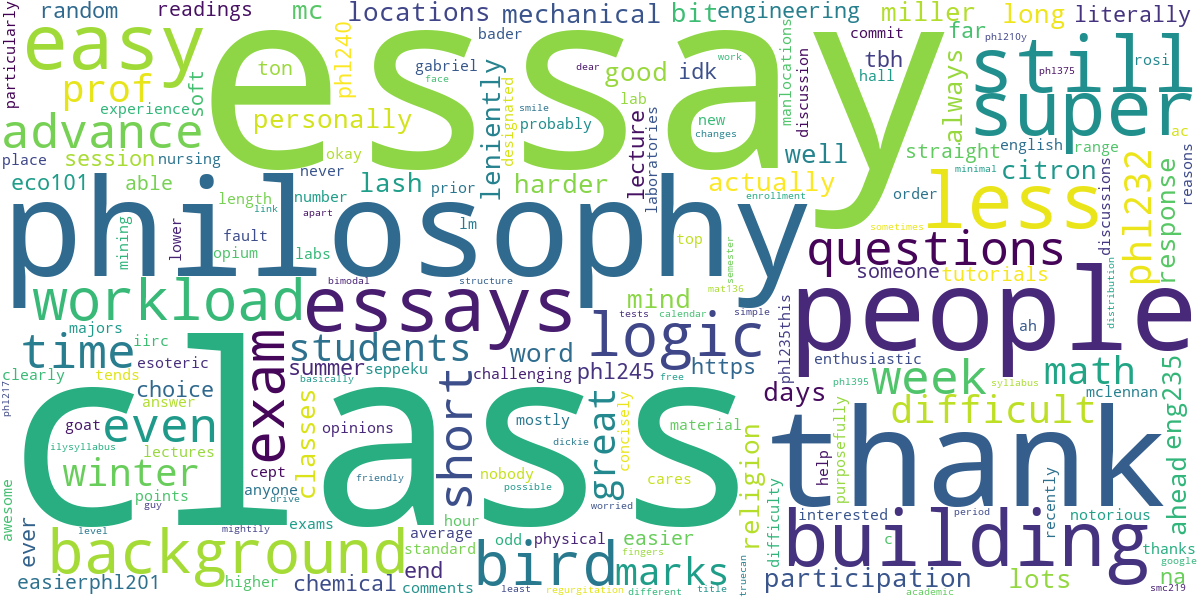 random readings mc locations mechanical bit engineering miller long literally
particularly easy essay bader far commit phl210y
soft ton phl240 gabriel face dear work good idk tbh hall still phl375 rosi
prof experience personally leniently designated smile lab manlocations discussion always super
advance okay probably laboratories new changes well straight english range ac
place session nursing never lecture actually citron reasons
eco101 able length number lash prior harder enrollment order minimal less phl232 response
philosophy link apart lm top sometimes discussions
mining lower fault opium labs semester questions
bimodal structure mat136 someone tutorials
workload essays mind calendar people distribution
majors tests simple phl235this ah
time iirc students logic enthusiastic
clearly esoteric summer seppeku word phl245 https week math
phl217 tends choice basically challenging free days phl395 syllabus mclennan eng235
goat answer exam cept opinions short mostly great concisely material difficult
even lectures classes dickie
ilysyllabus class thank
winter points anyone friendly nobody possible cares religion help purposefully recently ahead
awesome guy drive worried
level mightily exams hour average interested period notorious
ever background standard odd physical easier difficulty building c thanks
easierphl201 higher chemical end comments bird least regurgitation fingers marks different title truecan participation academic lots na google smc219